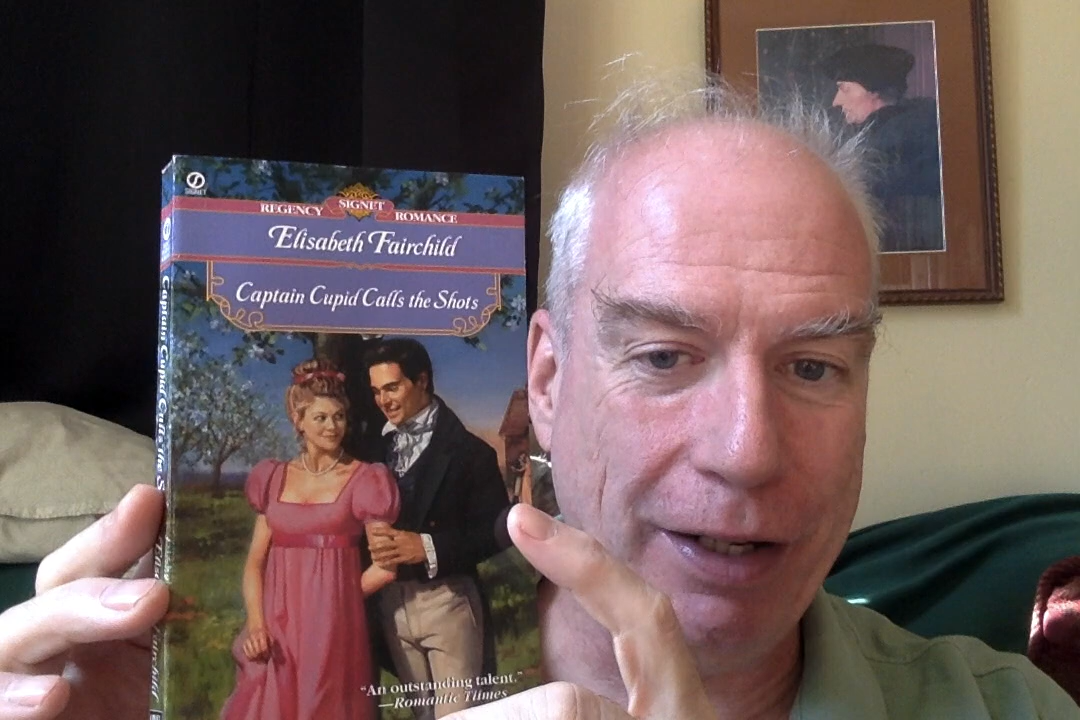 SIGNET
REGENCY SIGNET ROMANCE
Elisabeth Fairchild
Captain Cupid Calls the Shots
"An outstanding talent."
—Romantic Times
Captain Cupid Calls the S